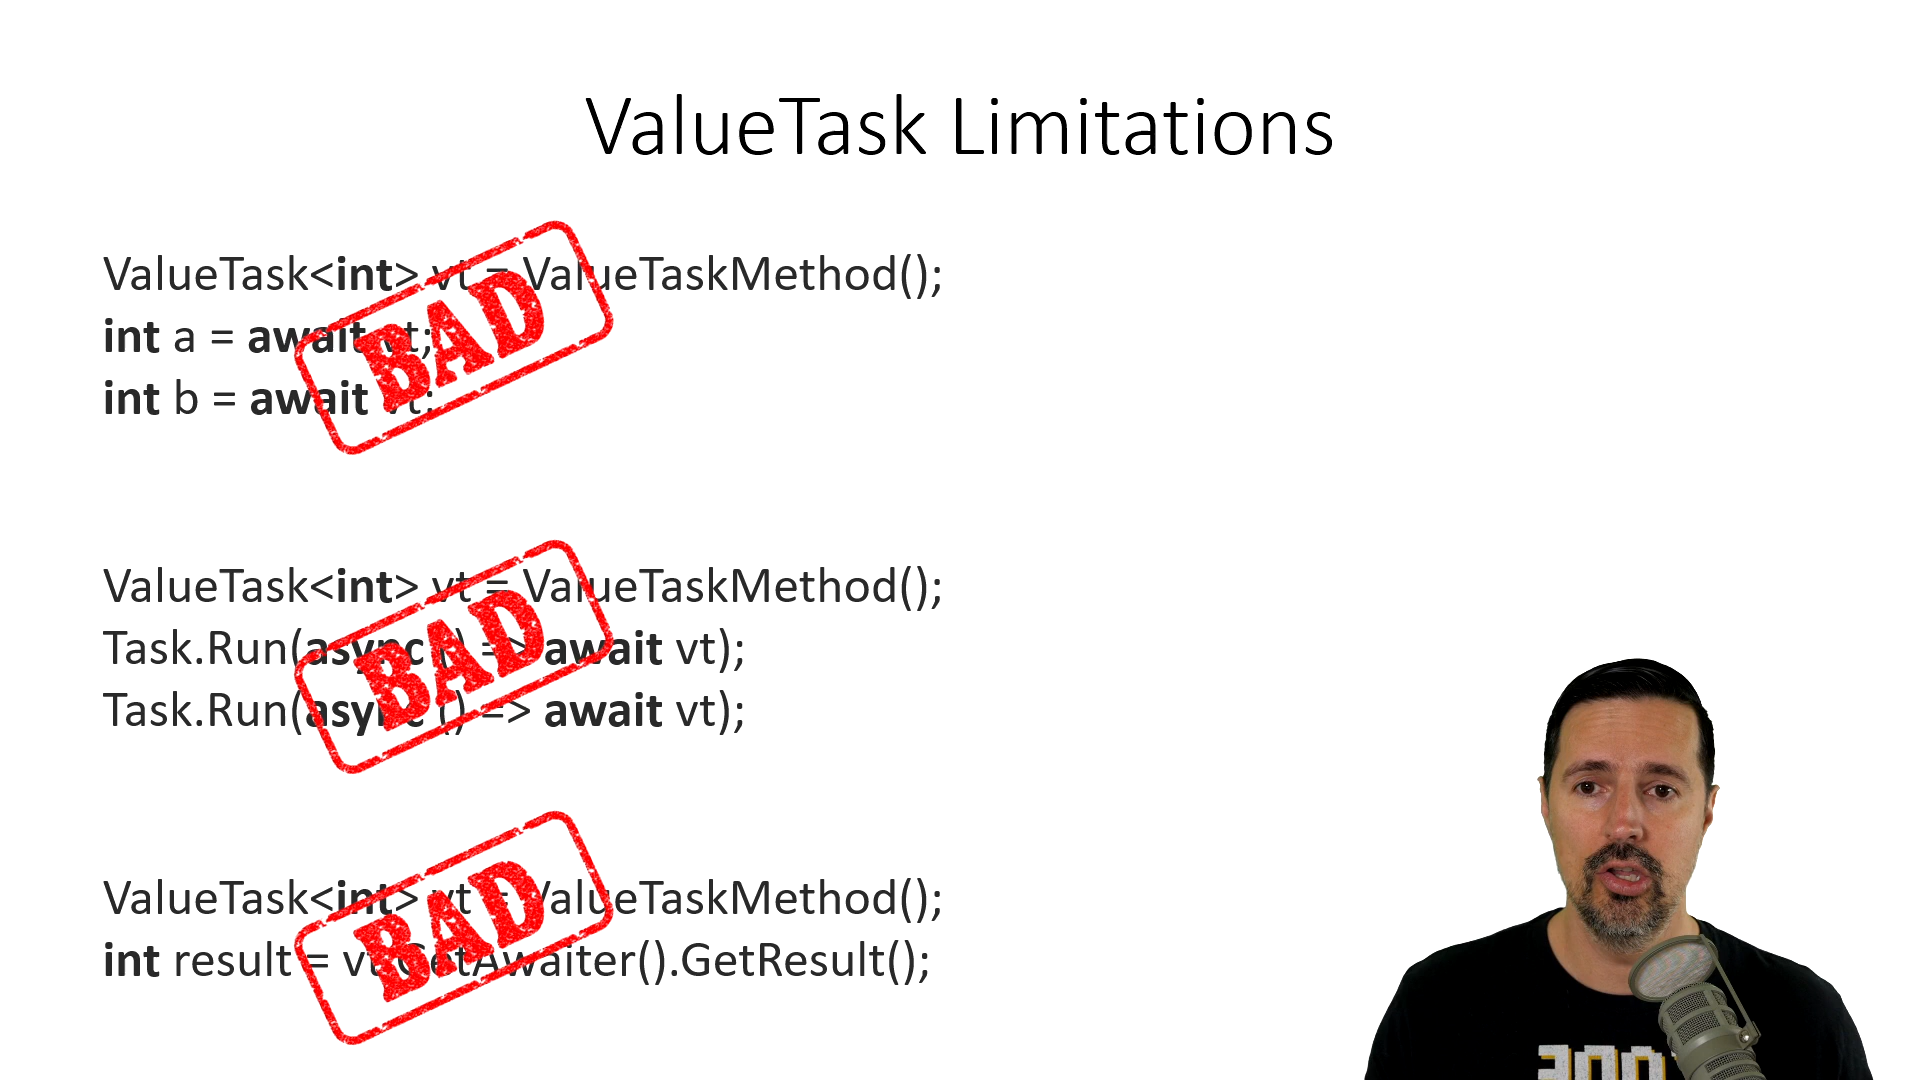 ValueTask Limitations
ValueTask<int> vt = ValueTaskMethod();
int a = await vt;
int b = await vt;
BAD
ValueTask<int> vt = ValueTaskMethod();
Task.Run(async () => await vt);
Task.Run(async () => await vt);
BAD
ValueTask<int> vt = ValueTaskMethod();
int result = vt.GetAwaiter().GetResult();
BAD